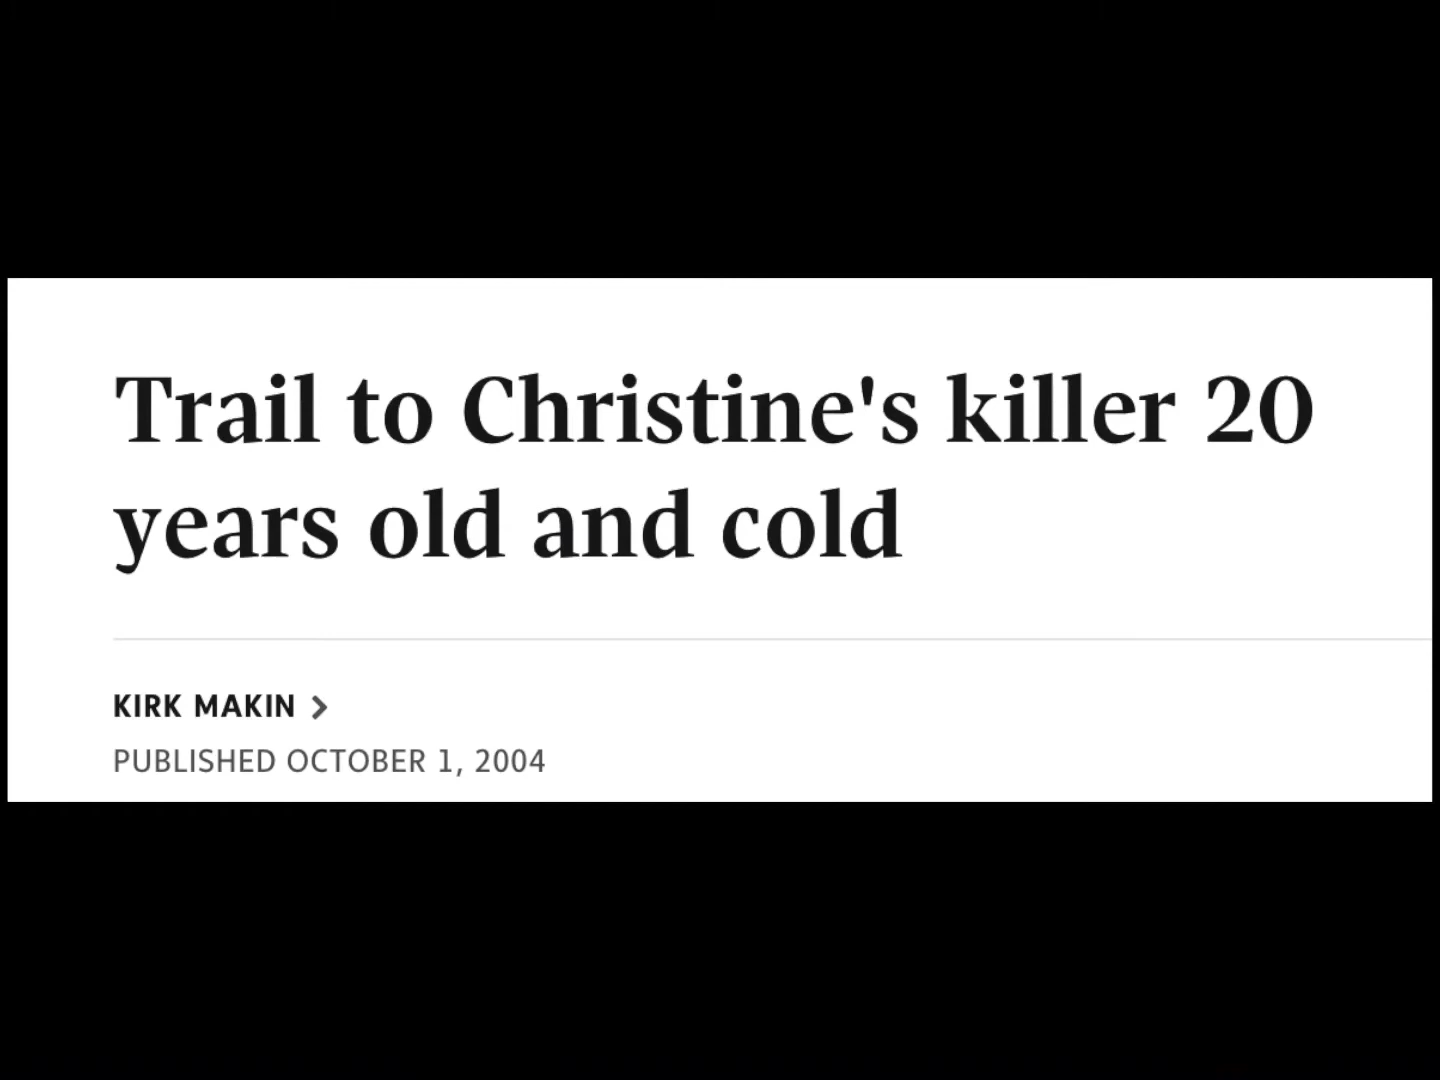 Trail to Christine's killer 20
years old and cold
KIRK MAKIN
PUBLISHED OCTOBER 1, 2004